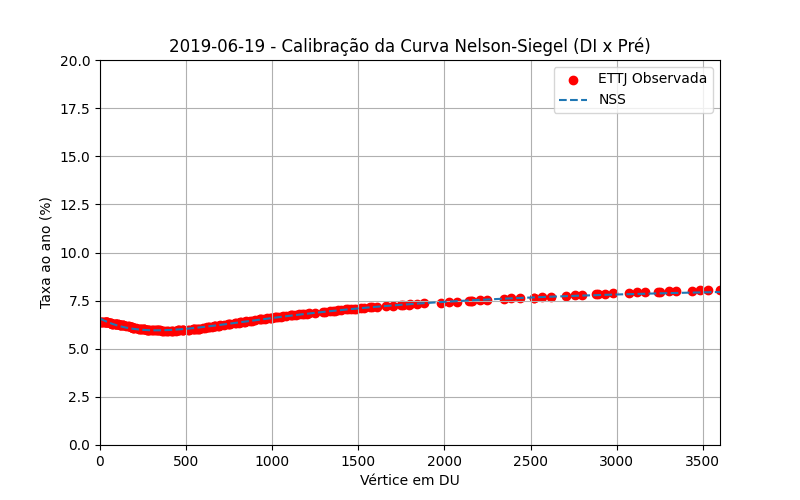 2019-06-19 - Calibração da Curva Nelson-Siegel (DI x Pré)
ETTJ Observada
NSS
Taxa ao ano (%)
20.0
17.5
15.0
12.5
10.0
7.5
5.0
2.5
0.0
0 500 1000 1500 2000 2500 3000 3500
Vértice em DU